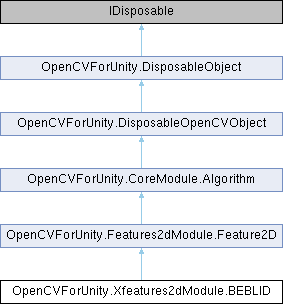 IDisposable
OpenCVForUnity.DisposableObject
OpenCVForUnity.DisposableOpenCVObject
OpenCVForUnity.CoreModule.Algorithm
OpenCVForUnity.Features2dModule.Feature2D
OpenCVForUnity.Xfeatures2dModule.BEBLID